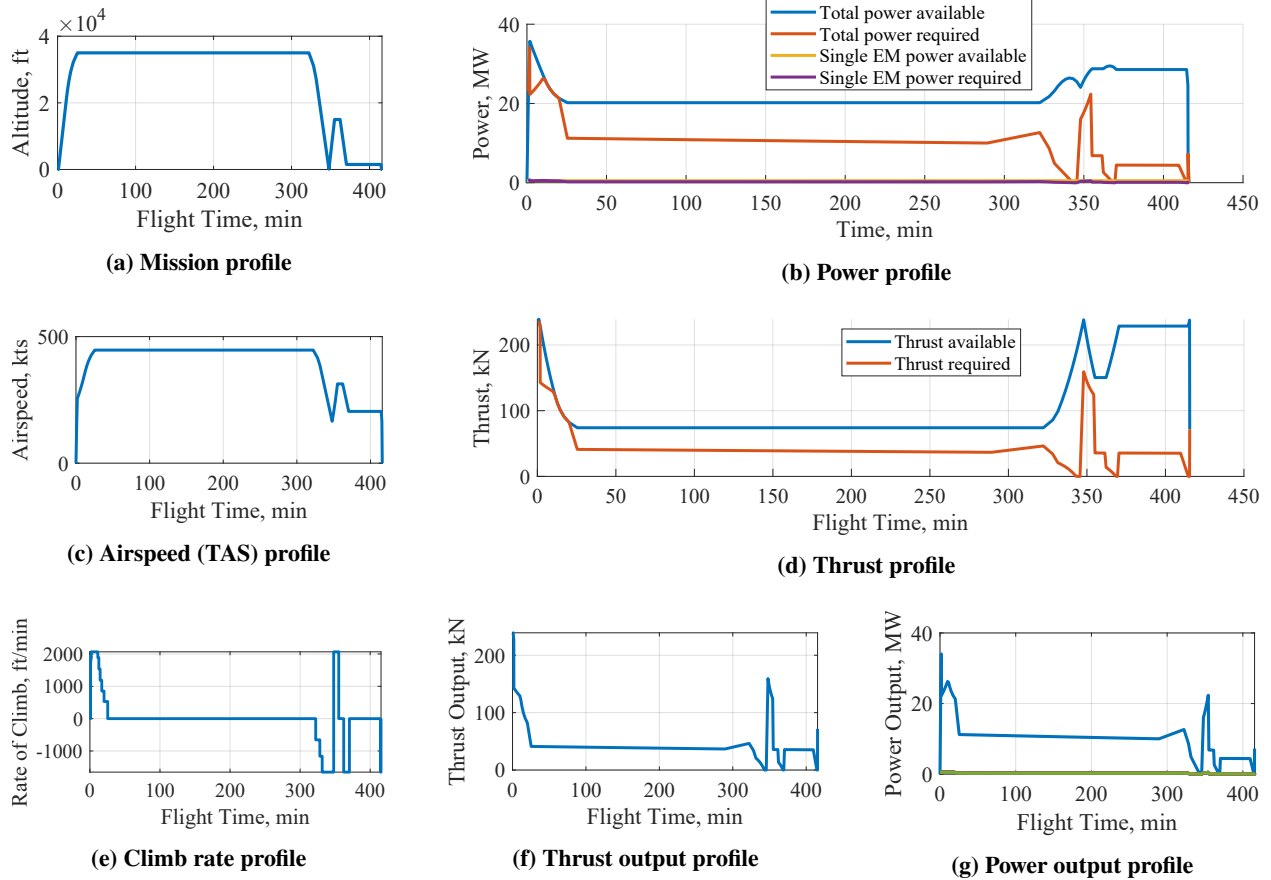 ×10⁴
4
2
0
Altitude, ft
0 100 200 300 400
Flight Time, min
(a) Mission profile
Total power available
Total power required
Single EM power available
Single EM power required
40
20
0
Power, MW
0 50 100 150 200 250 300 350 400 450
Time, min
(b) Power profile
500
0
Airspeed, kts
0 100 200 300 400
Flight Time, min
(c) Airspeed (TAS) profile
Thrust available
Thrust required
200
100
0
Thrust, kN
0 50 100 150 200 250 300 350 400 450
Flight Time, min
(d) Thrust profile
2000
1000
0
-1000
Rate of Climb, ft/min
0 100 200 300 400
Flight Time, min
(e) Climb rate profile
200
100
0
Thrust Output, kN
100 200 300 400
Flight Time, min
(f) Thrust output profile
40
20
0
Power Output, MW
0 100 200 300 400
Flight Time, min
(g) Power output profile